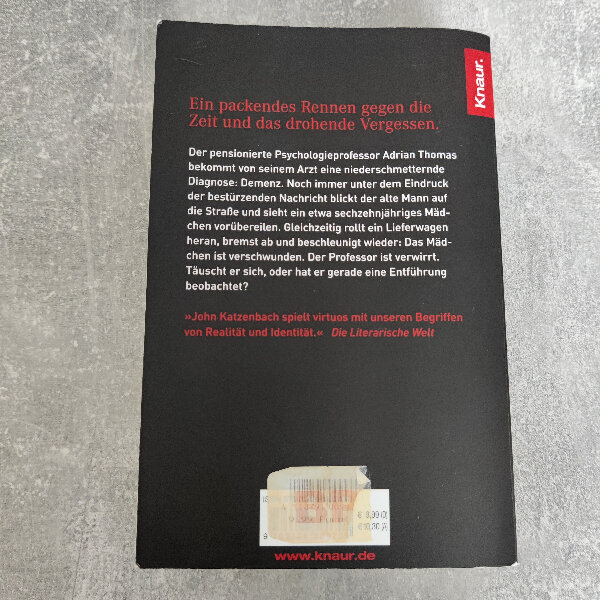 Knaur.
Ein packendes Rennen gegen die
Zeit und das drohende Vergessen.
Der pensionierte Psychologieprofessor Adrian Thomas
bekommt von seinem Arzt eine niederschmetternde
Diagnose: Demenz. Noch immer unter dem Eindruck
der bestürzenden Nachricht blickt der alte Mann auf
die Straße und sieht ein etwa sechzehnjähriges Mäd-
chen vorübereilen. Gleichzeitig rollt ein Lieferwagen
heran, bremst ab und beschleunigt wieder: Das Mäd-
chen ist verschwunden. Der Professor ist verwirrt.
Täuscht er sich, oder hat er gerade eine Entführung
beobachtet?
»John Katzenbach spielt virtuos mit unseren Begriffen
von Realität und Identität.« Die Literarische Welt
www.knaur.de